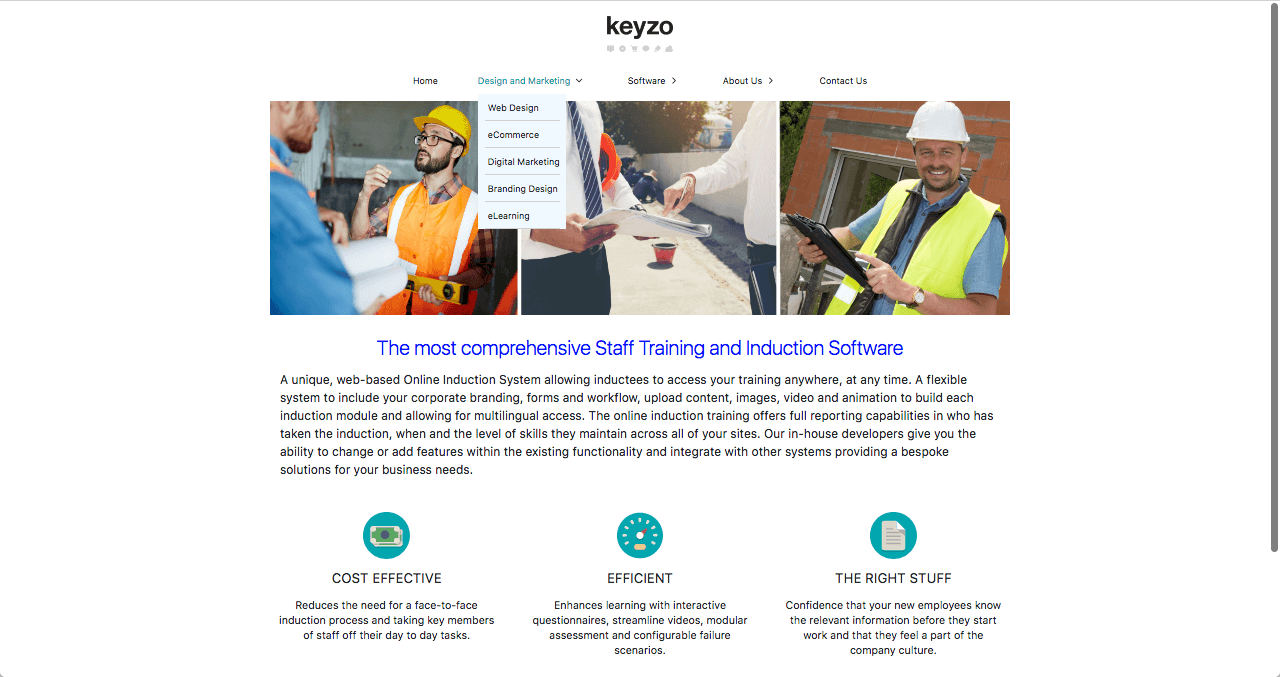 keyzo
Home
Design and Marketing
Software
About Us
Contact Us
Web Design
eCommerce
Digital Marketing
Branding Design
eLearning
The most comprehensive Staff Training and Induction Software
A unique, web-based Online Induction System allowing inductees to access your training anywhere, at any time. A flexible
system to include your corporate branding, forms and workflow, upload content, images, video and animation to build each
induction module and allowing for multilingual access. The online induction training offers full reporting capabilities in who has
taken the induction, when and the level of skills they maintain across all of your sites. Our in-house developers give you the
ability to change or add features within the existing functionality and integrate with other systems providing a bespoke
solutions for your business needs.
COST EFFECTIVE
Reduces the need for a face-to-face
induction process and taking key members
of staff off their day to day tasks.
EFFICIENT
Enhances learning with interactive
questionnaires, streamline videos, modular
assessment and configurable failure
scenarios.
THE RIGHT STUFF
Confidence that your new employees know
the relevant information before they start
work and that they feel a part of the
company culture.